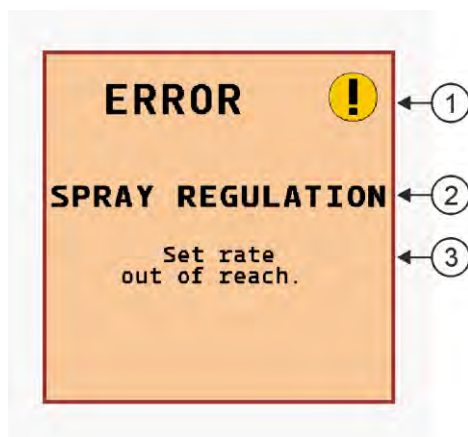 ERROR
!
1
SPRAY REGULATION
2
Set rate
3
out of reach.